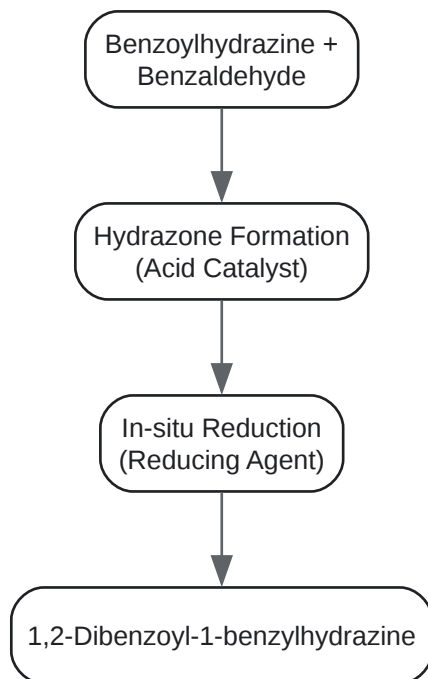 Benzoylhydrazine +
Benzaldehyde
Hydrazone Formation
(Acid Catalyst)
In-situ Reduction
(Reducing Agent)
1,2-Dibenzoyl-1-benzylhydrazine